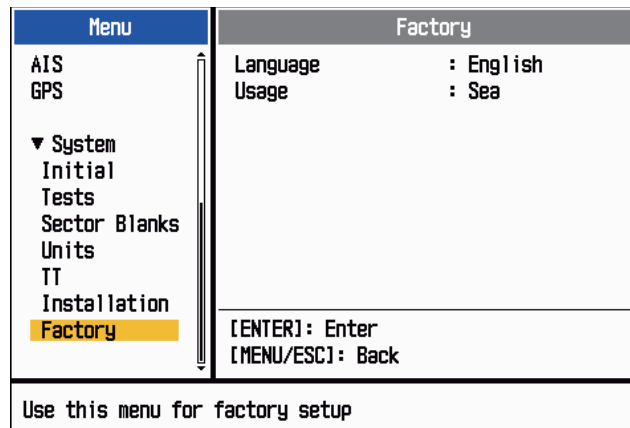 Menu
AIS
GPS
▼ System
Initial
Tests
Sector Blanks
Units
TT
Installation
Factory
Factory
Language : English
Usage : Sea
[ENTER]: Enter
[MENU/ESC]: Back
Use this menu for factory setup